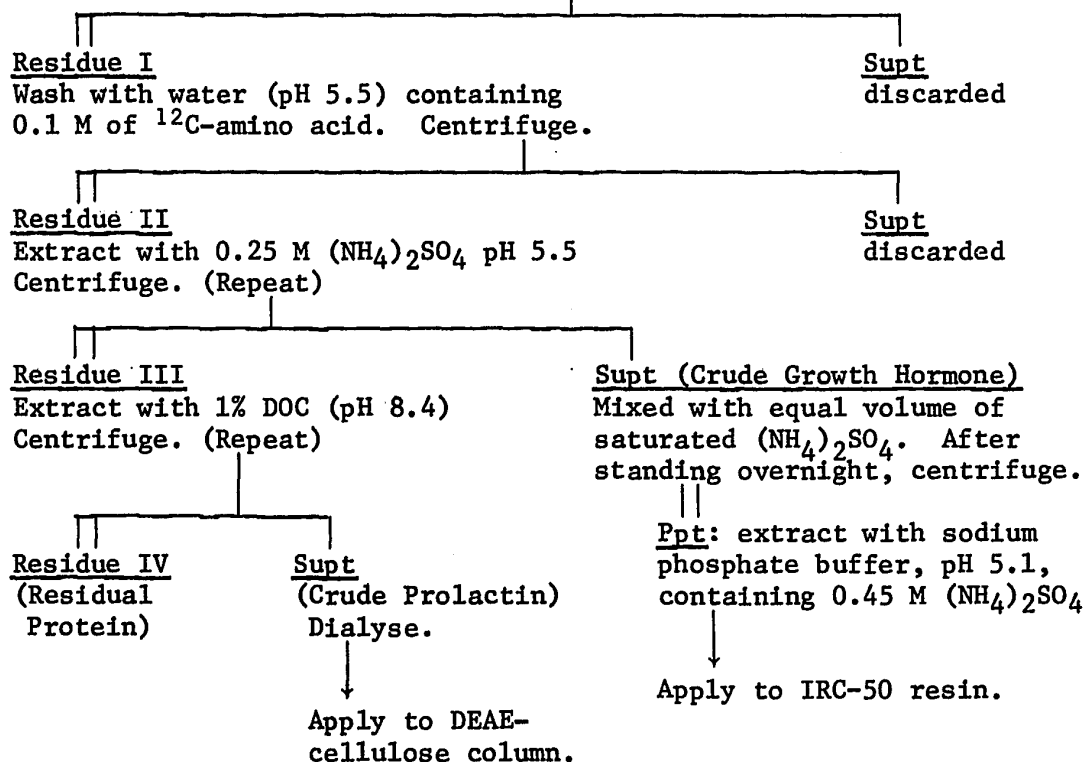 Residue I
Wash with water (pH 5.5) containing
0.1 M of ¹²C-amino acid. Centrifuge.
Supt
discarded
Residue II
Extract with 0.25 M (NH₄)₂SO₄ pH 5.5
Centrifuge. (Repeat)
Supt
discarded
Residue III
Extract with 1% DOC (pH 8.4)
Centrifuge. (Repeat)
Supt (Crude Growth Hormone)
Mixed with equal volume of
saturated (NH₄)₂SO₄. After
standing overnight, centrifuge.
Residue IV
(Residual
Protein)
Supt
(Crude Prolactin)
Dialyse.
Apply to DEAE-
cellulose column.
Ppt: extract with sodium
phosphate buffer, pH 5.1,
containing 0.45 M (NH₄)₂SO₄
Apply to IRC-50 resin.